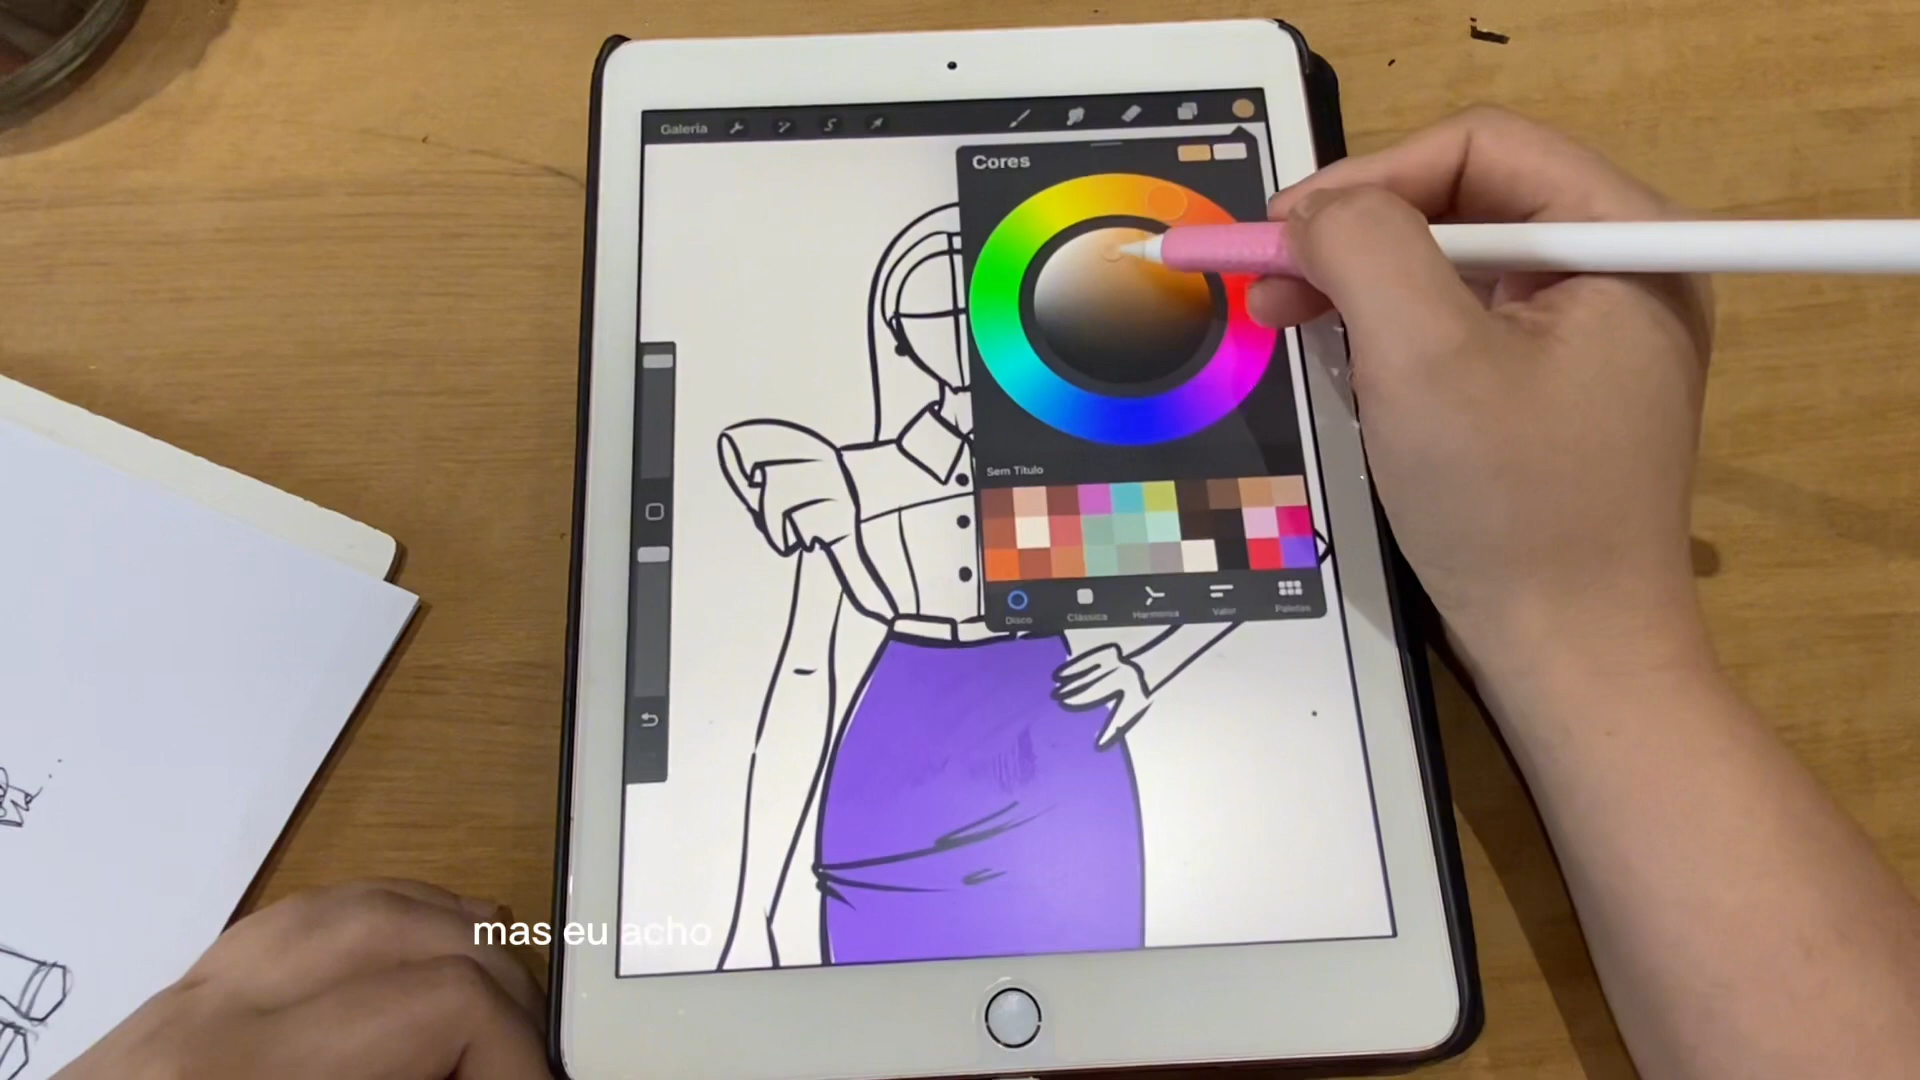 Galeria
Cores
Sem Título
Disco
Clássica
Harmonia
Valor
Paletas
mas eu acho